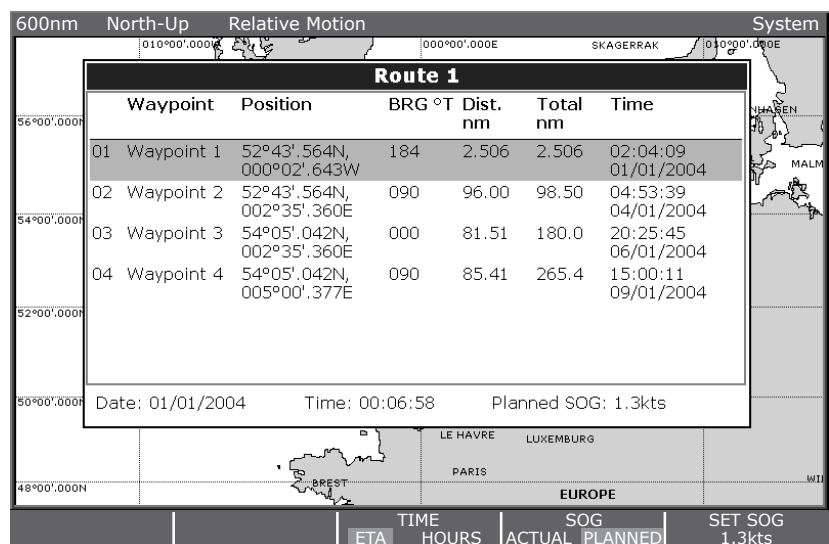 600nm North-Up Relative Motion System
010°00'.000W 000°00'.000E SKAGERRAK 010°00'.000E
Route 1
Waypoint Position BRG °T Dist. nm Total nm Time
56°00'.000N
01 Waypoint 1 52°43'.564N, 184 2.506 2.506 02:04:09
000°02'.643W 01/01/2004
MALM
02 Waypoint 2 52°43'.564N, 090 96.00 98.50 04:53:39
002°35'.360E 04/01/2004
54°00'.000N
03 Waypoint 3 54°05'.042N, 000 81.51 180.0 20:25:45
002°35'.360E 06/01/2004
04 Waypoint 4 54°05'.042N, 090 85.41 265.4 15:00:11
005°00'.377E 09/01/2004
52°00'.000N
50°00'.000N
Date: 01/01/2004 Time: 00:06:58 Planned SOG: 1.3kts
LE HAVRE LUXEMBURG
PARIS
BREST
48°00'.000N
EUROPE
TIME SOG SET SOG
ETA HOURS ACTUAL PLANNED 1.3kts